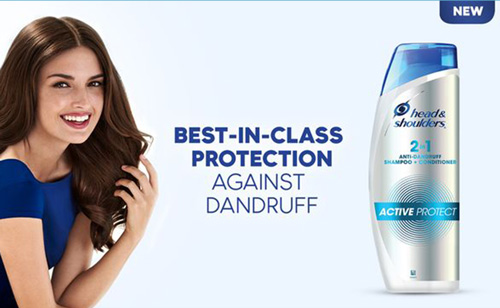 NEW
BEST-IN-CLASS
PROTECTION
AGAINST
DANDRUFF
head&
shoulders
2in1
ANTI-DANDRUFF
SHAMPOO + CONDITIONER
ACTIVE PROTECT